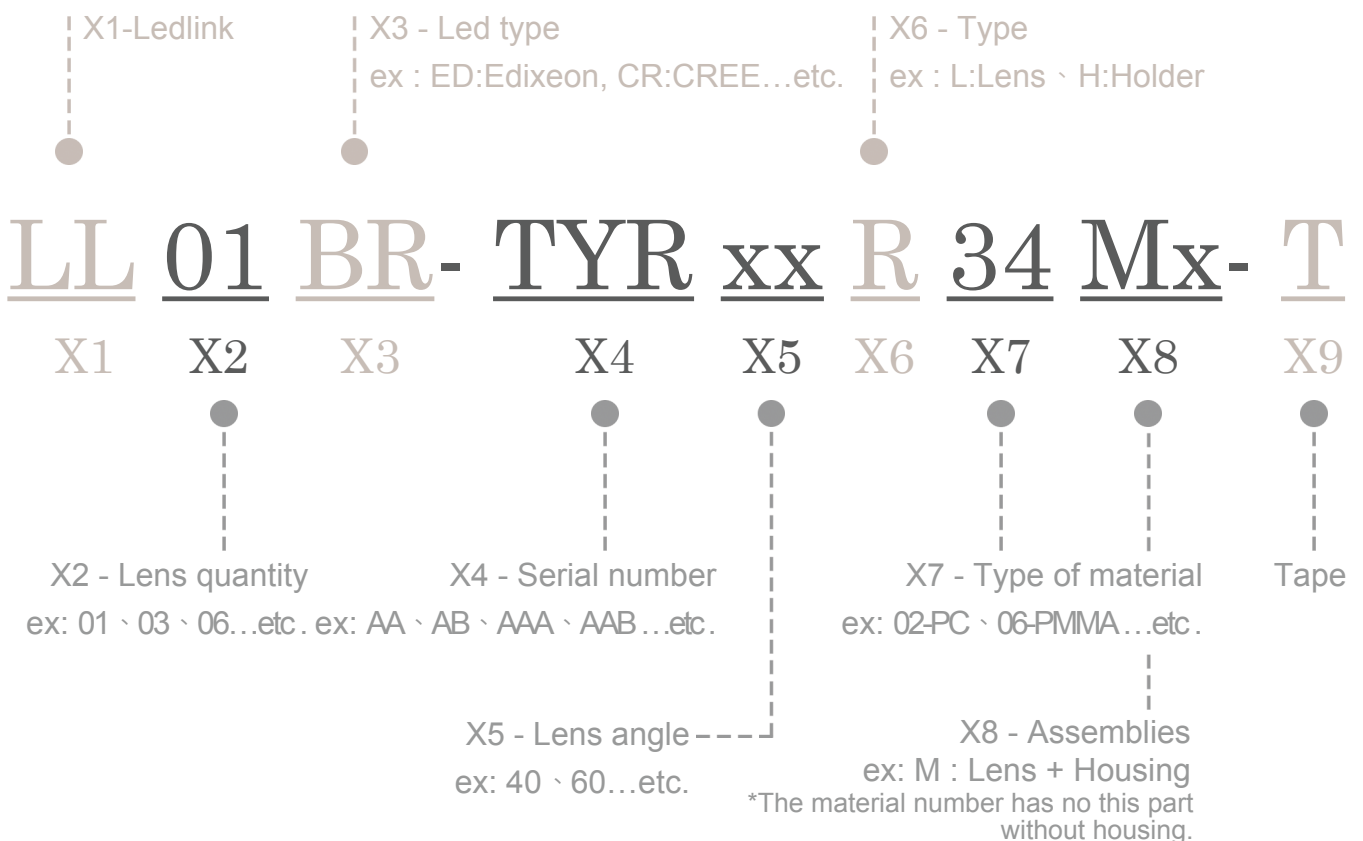 X1-Ledlink
X3 - Led type
ex : ED:Edixeon, CR:CREE…etc.
X6 - Type
ex : L:Lens、H:Holder
LL 01 BR- TYR xx R 34 Mx- T
X1 X2 X3 X4 X5 X6 X7 X8 X9
X2 - Lens quantity
ex: 01、03、06…etc.
X4 - Serial number
ex: AA、AB、AAA、AAB…etc.
X7 - Type of material
ex: 02-PC、06-PMMA…etc.
Tape
X5 - Lens angle
ex: 40、60…etc.
X8 - Assemblies
ex: M : Lens + Housing
*The material number has no this part
without housing.